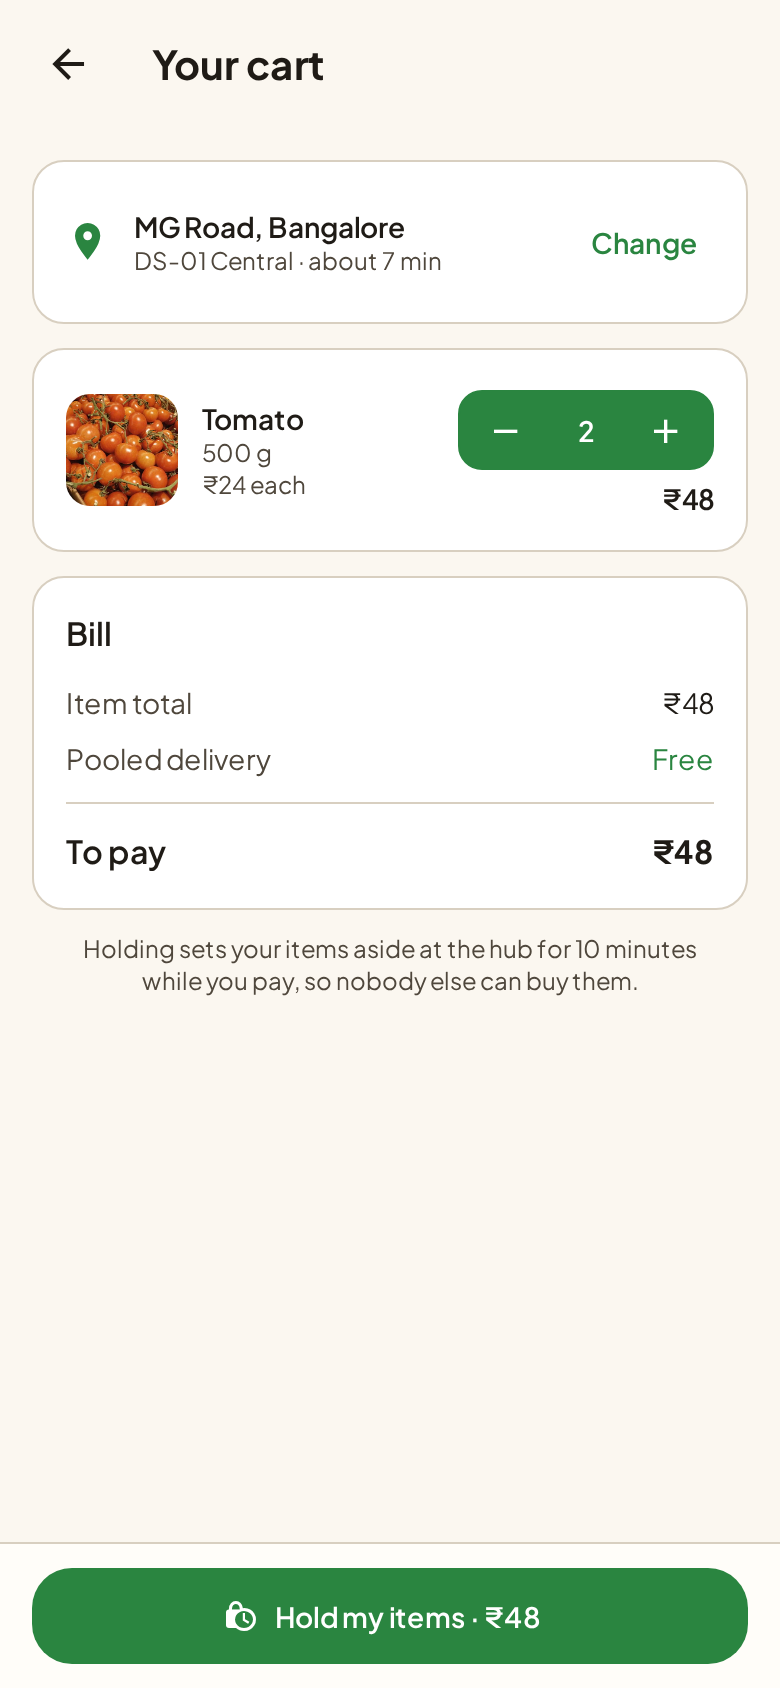 Your cart
MG Road, Bangalore
DS-01 Central · about 7 min
Change
Tomato
500 g
₹24 each
2
₹48
Bill
Item total ₹48
Pooled delivery Free
To pay ₹48
Holding sets your items aside at the hub for 10 minutes
while you pay, so nobody else can buy them.
Hold my items · ₹48